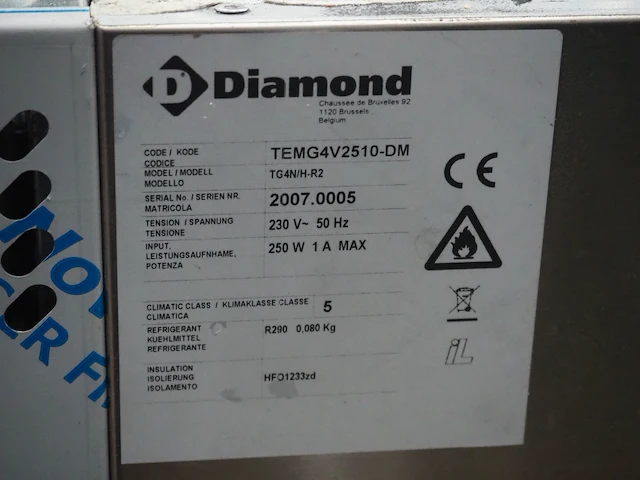 D Diamond
Chaussée de Bruxelles 92
1120 Brussels
Belgium
CODE / KODE
CODICE
TEMG4V2510-DM
MODEL / MODELL
MODELLO
TG4N/H-R2
SERIAL No. / SERIEN NR.
MATRICOLA
2007.0005
TENSION / SPANNUNG
TENSIONE
230 V~ 50 Hz
INPUT,
LEISTUNGSAUFNHAME,
POTENZA
250 W 1 A MAX
CE
CLIMATIC CLASS / KLIMAKLASSE CLASSE
CLIMATICA
5
REFRIGERANT
KUEHLMITTEL
REFRIGERANTE
R290 0,080 Kg
INSULATION
ISOLIERUNG
ISOLAMENTO
HFO1233zd
IL